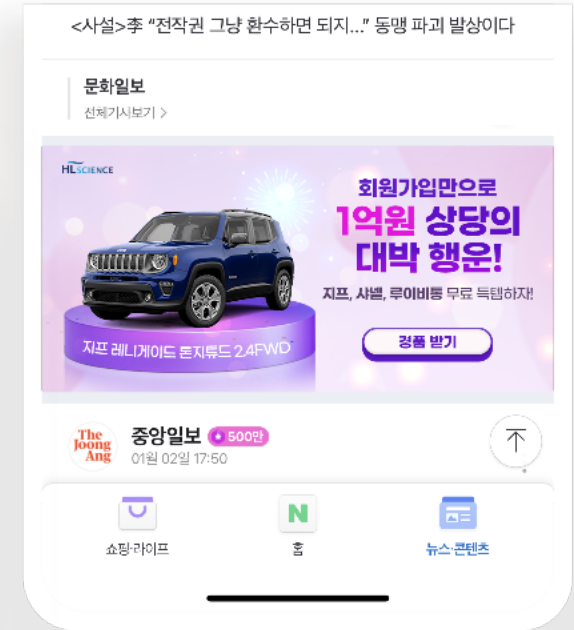 <사설>李 “전작권 그냥 환수하면 되지...” 동맹 파괴 발상이다
문화일보
전체기사보기 >
HLSCIENCE
회원가입만으로
1억원 상당의
대박 행운!
지프, 샤넬, 루이비통 무료 득템하자!
경품 받기
지프 레니게이드 론지튜드 2.4FWD
The
Joong
Ang
중앙일보 500만
01월 02일 17:50
N
쇼핑·라이프
홈
뉴스·콘텐츠